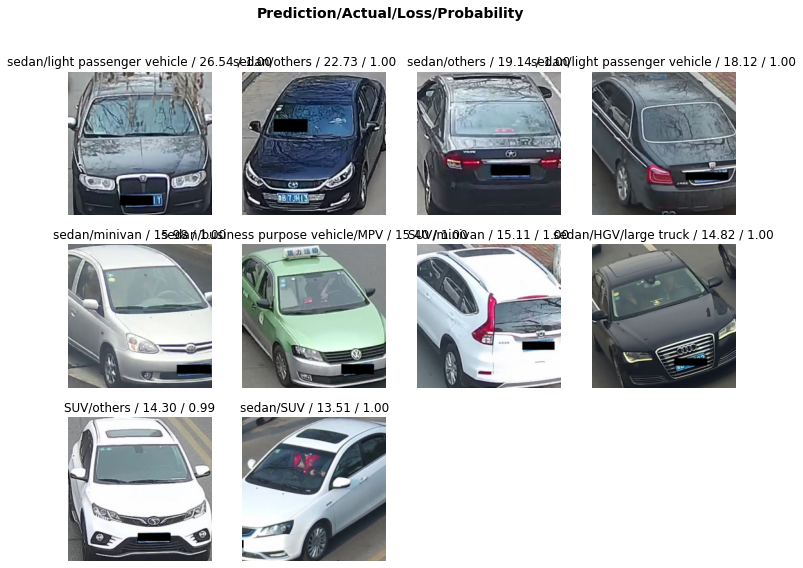 Prediction/Actual/Loss/Probability
sedan/light passenger vehicle / 26.54 / 1.00
sedan/others / 22.73 / 1.00
sedan/others / 19.14 / 1.00
sedan/light passenger vehicle / 18.12 / 1.00
sedan/minivan / 15.98 / 1.00
sedan/business purpose vehicle/MPV / 15.40 / 1.00
SUV/minivan / 15.11 / 1.00
sedan/HGV/large truck / 14.82 / 1.00
SUV/others / 14.30 / 0.99
sedan/SUV / 13.51 / 1.00